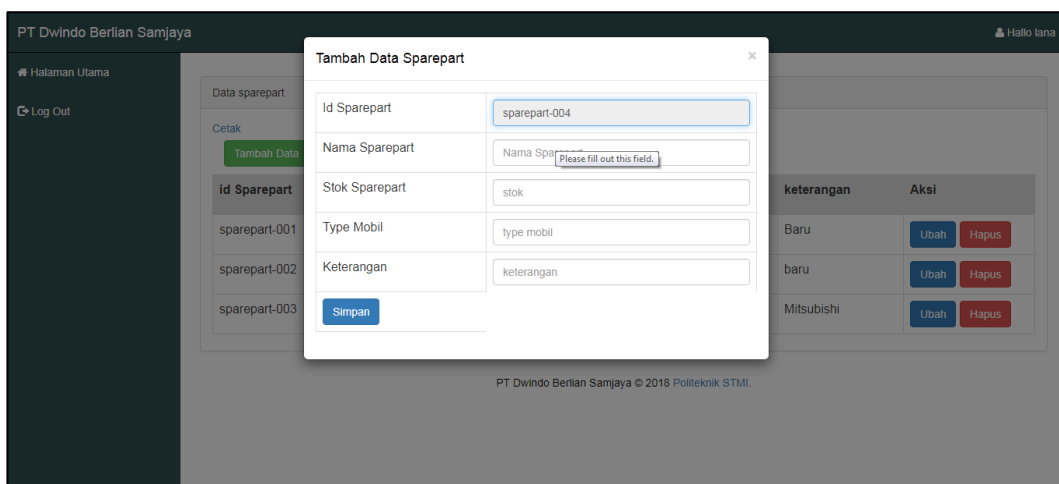 PT Dwindo Berlian Samjaya
Hallo lana
Halaman Utama
Log Out
Data sparepart
Cetak
Tambah Data
id Sparepart
keterangan
Aksi
sparepart-001
Baru
Ubah
Hapus
sparepart-002
baru
Ubah
Hapus
sparepart-003
Mitsubishi
Ubah
Hapus
Tambah Data Sparepart
×
Id Sparepart
sparepart-004
Nama Sparepart
Nama
Please fill out this field.
Stok Sparepart
stok
Type Mobil
type mobil
Keterangan
keterangan
Simpan
PT Dwindo Berlian Samjaya © 2018 Politeknik STMI.